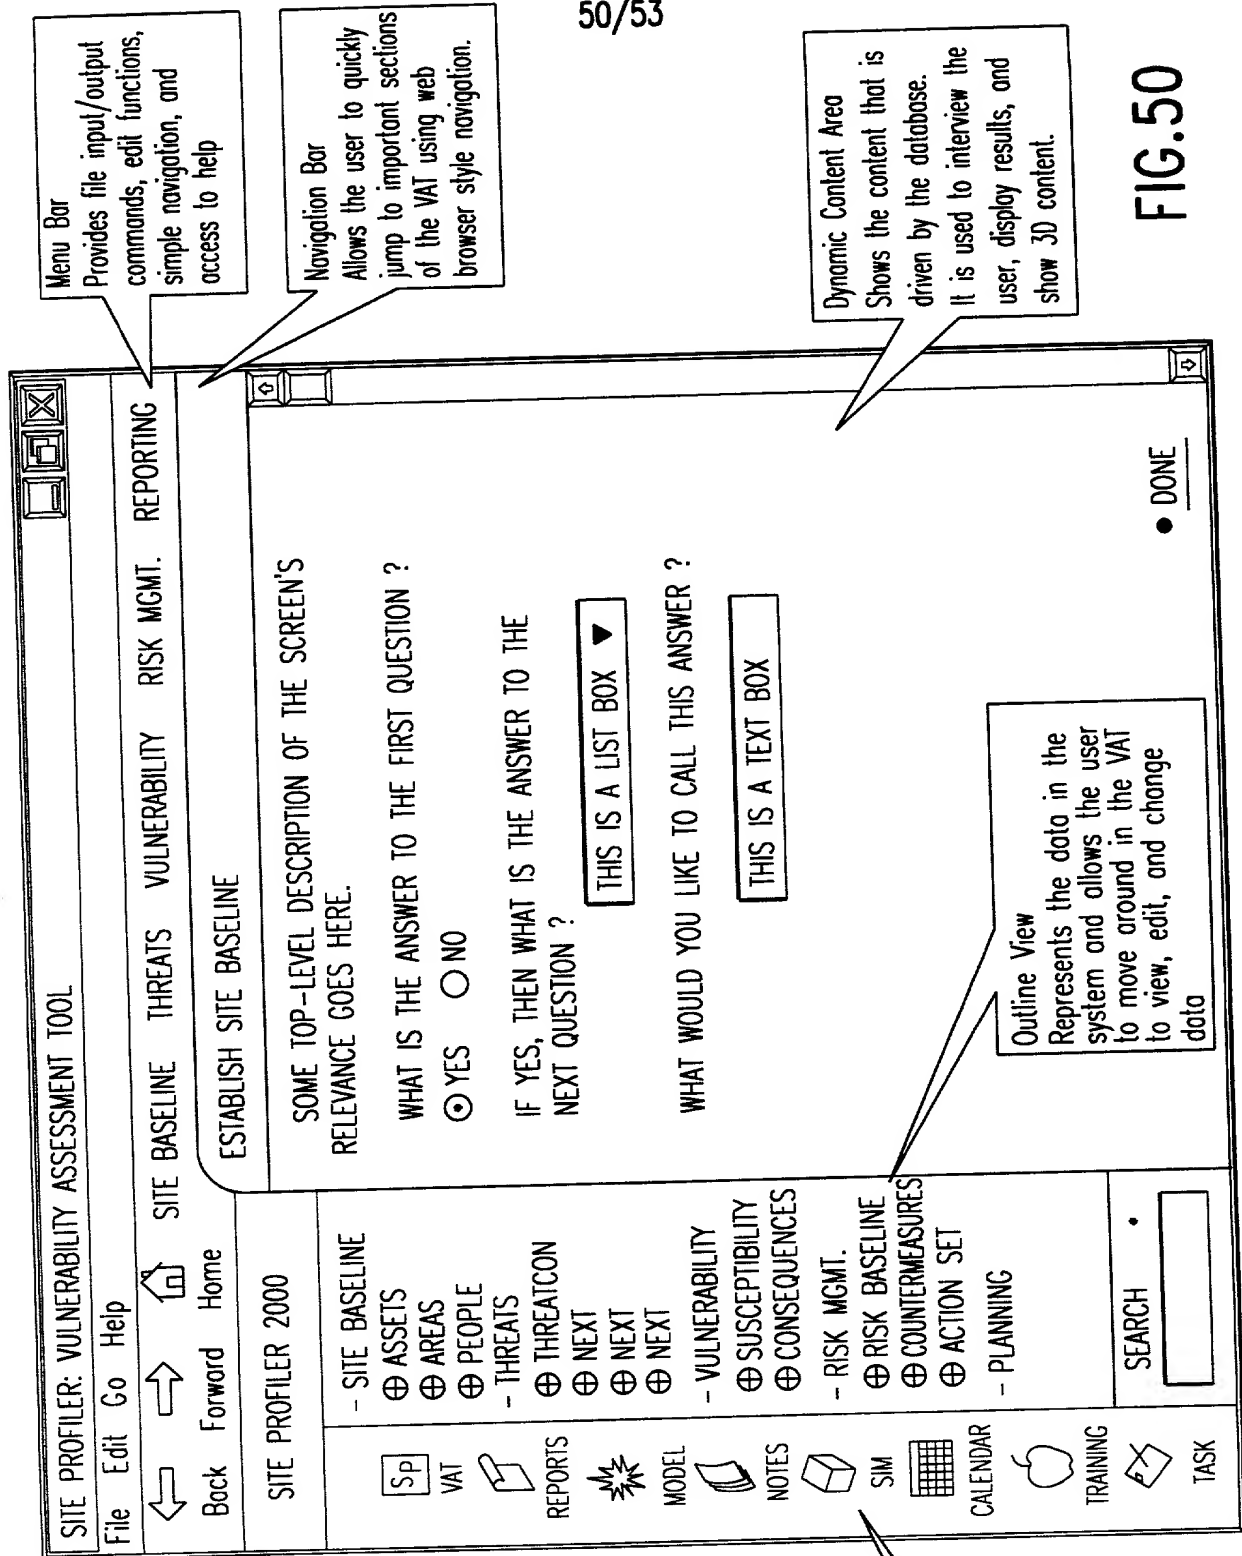 50/53
SITE PROFILER: VULNERABILITY ASSESSMENT TOOL
File Edit Go Help
Back Forward Home
SITE BASELINE THREATS VULNERABILITY RISK MGMT. REPORTING
SITE PROFILER 2000
ESTABLISH SITE BASELINE
Sp
VAT
REPORTS
MODEL
NOTES
SIM
CALENDAR
TRAINING
TASK
- SITE BASELINE
⊕ ASSETS
⊕ AREAS
⊕ PEOPLE
- THREATS
⊕ THREATCON
⊕ NEXT
⊕ NEXT
⊕ NEXT
- VULNERABILITY
⊕ SUSCEPTIBILITY
⊕ CONSEQUENCES
- RISK MGMT.
⊕ RISK BASELINE
⊕ COUNTERMEASURES
⊕ ACTION SET
- PLANNING
SEARCH •
SOME TOP-LEVEL DESCRIPTION OF THE SCREEN'S
RELEVANCE GOES HERE.
WHAT IS THE ANSWER TO THE FIRST QUESTION ?
YES NO
IF YES, THEN WHAT IS THE ANSWER TO THE
NEXT QUESTION ?
THIS IS A LIST BOX ▼
WHAT WOULD YOU LIKE TO CALL THIS ANSWER ?
THIS IS A TEXT BOX
• DONE
Menu Bar
Provides file input/output
commands, edit functions,
simple navigation, and
access to help
Navigation Bar
Allows the user to quickly
jump to important sections
of the VAT using web
browser style navigation.
Dynamic Content Area
Shows the content that is
driven by the database.
It is used to interview the
user, display results, and
show 3D content.
Outline View
Represents the data in the
system and allows the user
to move around in the VAT
to view, edit, and change
data
FIG.50